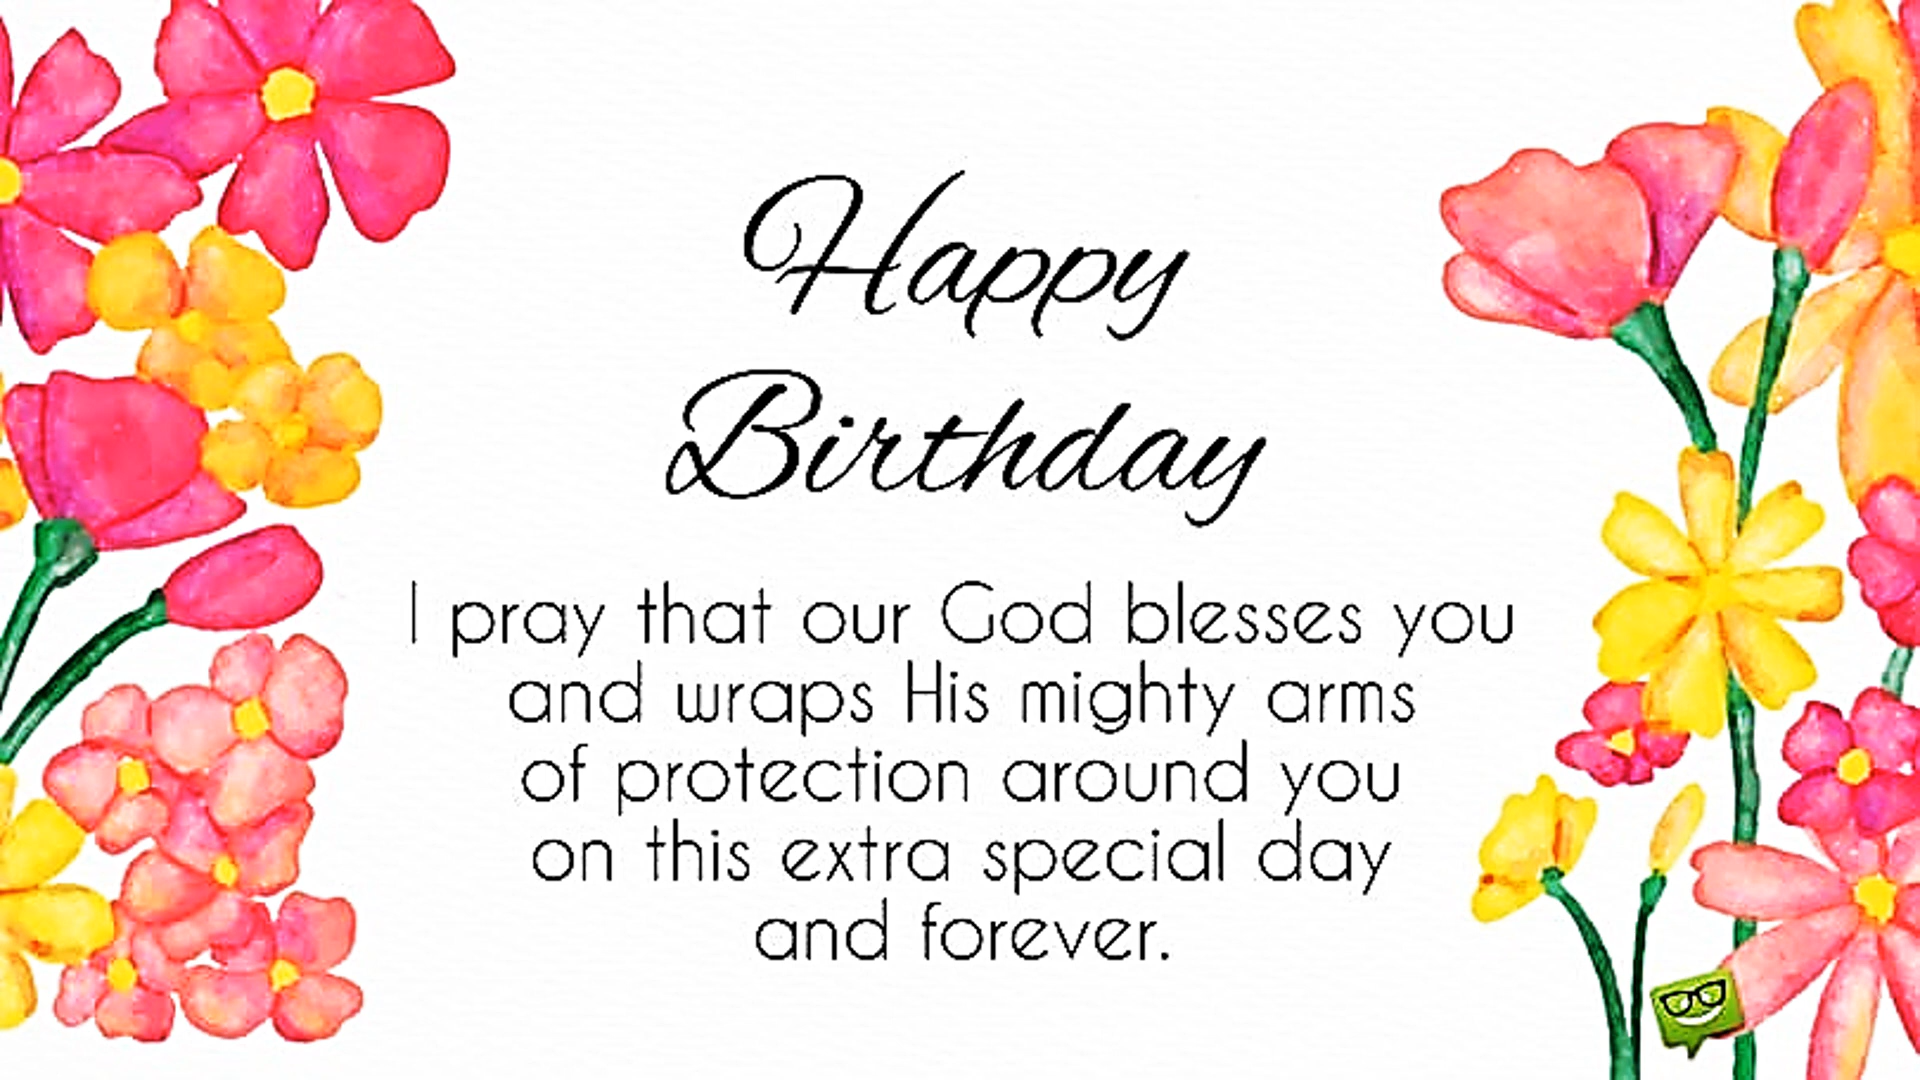 Happy
Birthday
I pray that our God blesses you
and wraps His mighty arms
of protection around you
on this extra special day
and forever.